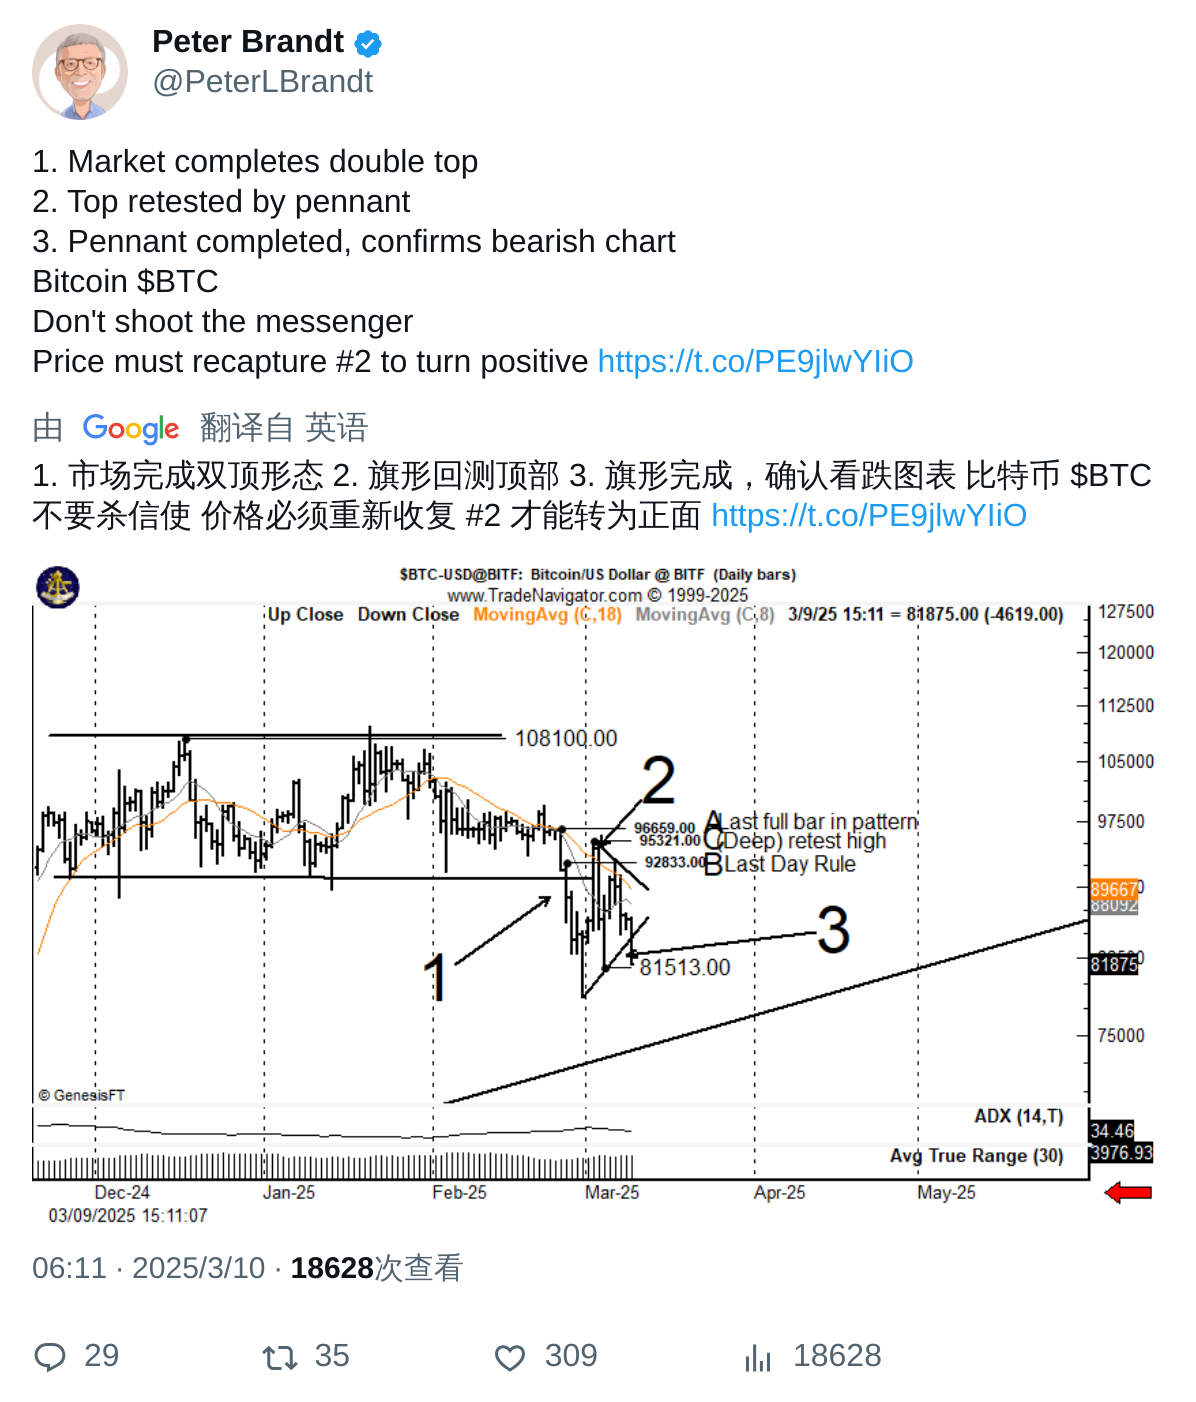 Peter Brandt
@PeterLBrandt
1. Market completes double top
2. Top retested by pennant
3. Pennant completed, confirms bearish chart
Bitcoin $BTC
Don't shoot the messenger
Price must recapture #2 to turn positive https://t.co/PE9jlwYIiO
由 Google 翻译自 英语
1. 市场完成双顶形态 2. 旗形回测顶部 3. 旗形完成，确认看跌图表 比特币 $BTC
不要杀信使 价格必须重新收复 #2 才能转为正面 https://t.co/PE9jlwYIiO
$BTC-USD@BITF: Bitcoin/US Dollar @ BITF (Daily bars)
www.TradeNavigator.com © 1999-2025
Up Close Down Close MovingAvg (C,18) MovingAvg (C,8) 3/9/25 15:11 = 81875.00 (-4619.00)
127500
120000
112500
108100.00
105000
2
96659.00 A Last full bar in pattern
97500
95321.00 C (Deep) retest high
92833.00 B Last Day Rule
89667
88092
3
1
81513.00
81875
75000
© GenesisFT
ADX (14,T)
34.46
Avg True Range (30)
3976.93
Dec-24 Jan-25 Feb-25 Mar-25 Apr-25 May-25
03/09/2025 15:11:07
06:11 · 2025/3/10 · 18628次查看
29 35 309 18628